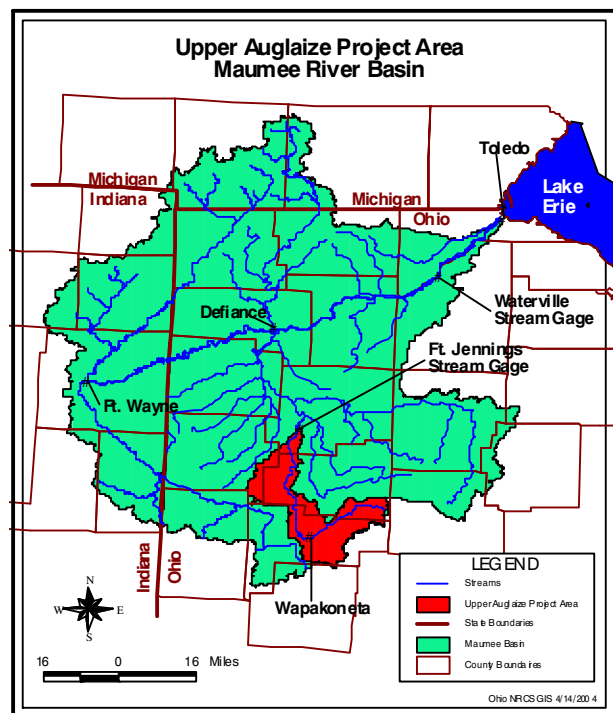 Upper Auglaize Project Area
Maumee River Basin
Toledo
Lake
Erie
Michigan
Indiana
Michigan
Ohio
Waterville
Stream Gage
Defiance
Ft. Jennings
Stream Gage
Ft. Wayne
Indiana
Ohio
Wapakoneta
N
W
E
S
16 0 16 Miles
LEGEND
Streams
Upper Auglaize Project Area
State Boundaries
Maumee Basin
County Boundaires
Ohio NRCS GIS 4/14/2004